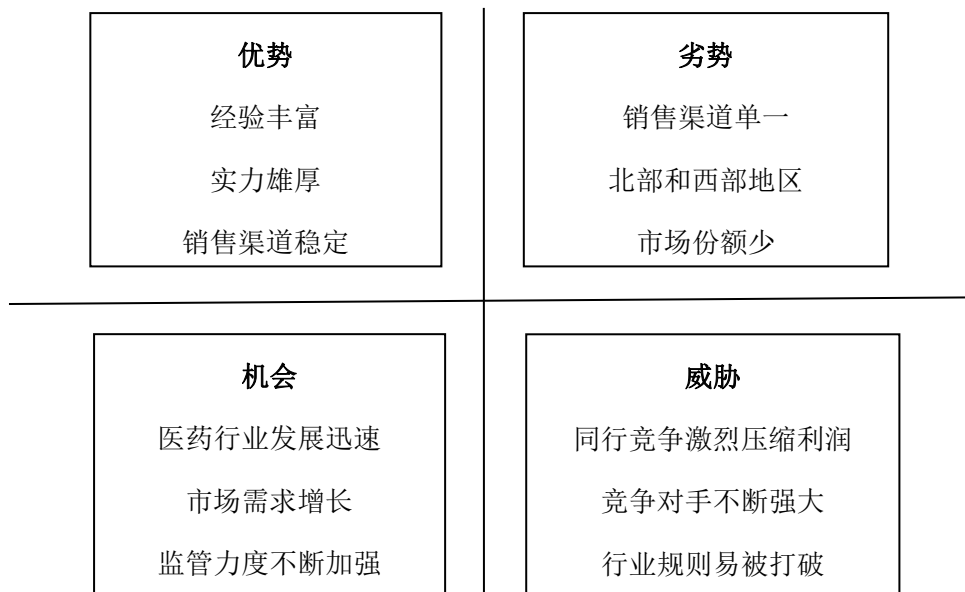 优势
经验丰富
实力雄厚
销售渠道稳定
劣势
销售渠道单一
北部和西部地区
市场份额少
机会
医药行业发展迅速
市场需求增长
监管力度不断加强
威胁
同行竞争激烈压缩利润
竞争对手不断强大
行业规则易被打破